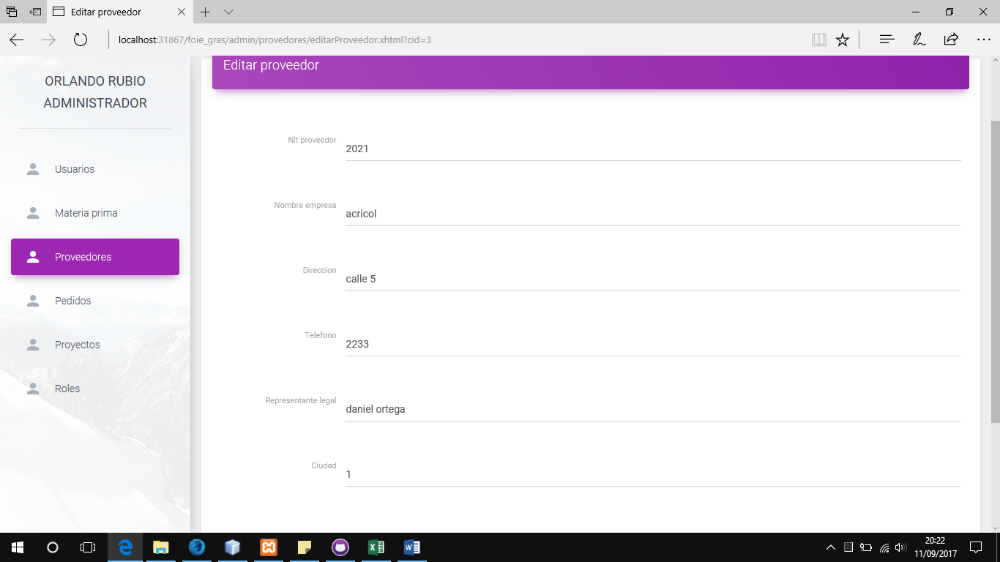 Editar proveedor
localhost:31867/foie_gras/admin/provedores/editarProveedor.xhtml?cid=3
ORLANDO RUBIO
ADMINISTRADOR
Usuarios
Materia prima
Proveedores
Pedidos
Proyectos
Roles
Editar proveedor
Nit proveedor
2021
Nombre empresa
acricol
Direccion
calle 5
Telefono
2233
Representante legal
daniel ortega
Ciudad
1
20:22
11/09/2017